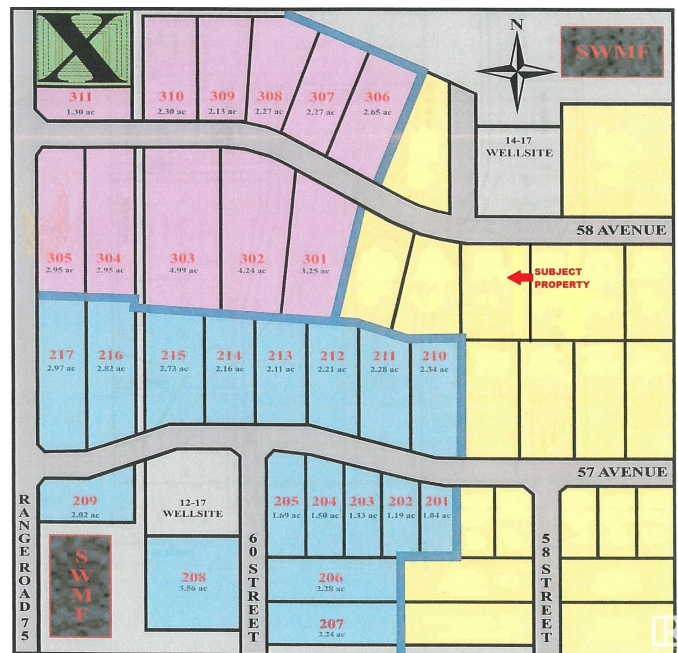 X
N
SWMF
311
1.30 ac
310
2.30 ac
309
2.13 ac
308
2.27 ac
307
2.27 ac
306
2.65 ac
14-17
WELLSITE
58 AVENUE
305
2.95 ac
304
2.95 ac
303
4.99 ac
302
4.24 ac
301
3.25 ac
SUBJECT
PROPERTY
217
2.97 ac
216
2.82 ac
215
2.73 ac
214
2.16 ac
213
2.11 ac
212
2.21 ac
211
2.28 ac
210
2.34 ac
57 AVENUE
RANGE ROAD 75
209
2.02 ac
12-17
WELLSITE
205
1.69 ac
204
1.50 ac
203
1.33 ac
202
1.19 ac
201
1.04 ac
SWMF
208
3.56 ac
60 STREET
206
2.28 ac
207
2.24 ac
58 STREET
R